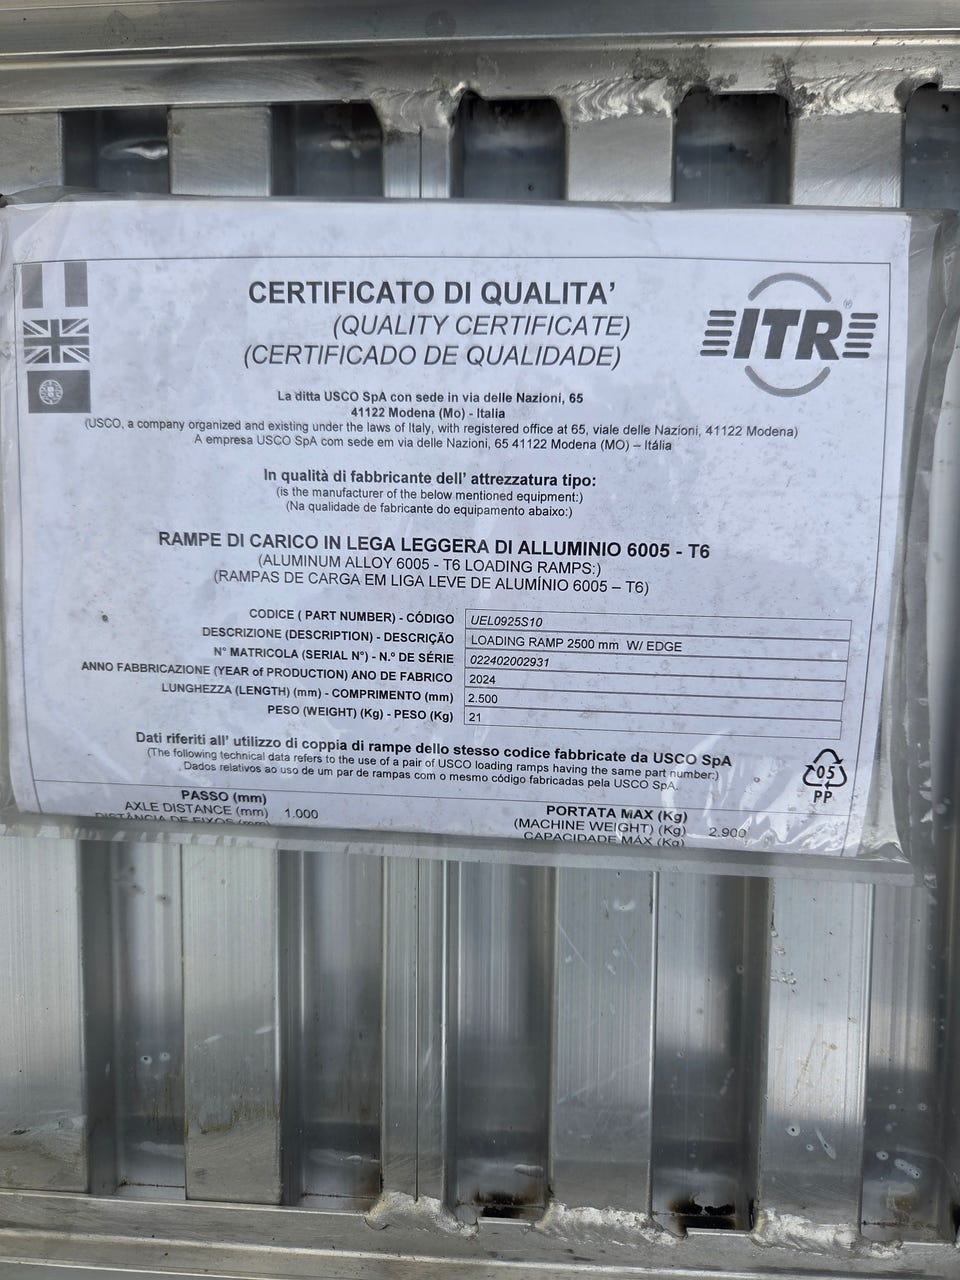 CERTIFICATO DI QUALITA'
(QUALITY CERTIFICATE)
(CERTIFICADO DE QUALIDADE)
ITR®
La ditta USCO SpA con sede in via delle Nazioni, 65
41122 Modena (Mo) - Italia
(USCO, a company organized and existing under the laws of Italy, with registered office at 65, viale delle Nazioni, 41122 Modena)
A empresa USCO SpA com sede em via delle Nazioni, 65 41122 Modena (MO) – Itália
In qualità di fabbricante dell' attrezzatura tipo:
(is the manufacturer of the below mentioned equipment:)
(Na qualidade de fabricante do equipamento abaixo:)
RAMPE DI CARICO IN LEGA LEGGERA DI ALLUMINIO 6005 - T6
(ALUMINUM ALLOY 6005 - T6 LOADING RAMPS:)
(RAMPAS DE CARGA EM LIGA LEVE DE ALUMÍNIO 6005 – T6)
CODICE ( PART NUMBER) - CÓDIGO UEL0925S10
DESCRIZIONE (DESCRIPTION) - DESCRIÇÃO LOADING RAMP 2500 mm W/ EDGE
N° MATRICOLA (SERIAL N°) - N.º DE SÉRIE 022402002931
ANNO FABBRICAZIONE (YEAR of PRODUCTION) ANO DE FABRICO 2024
LUNGHEZZA (LENGTH) (mm) - COMPRIMENTO (mm) 2.500
PESO (WEIGHT) (Kg) - PESO (Kg) 21
Dati riferiti all' utilizzo di coppia di rampe dello stesso codice fabbricate da USCO SpA
(The following technical data refers to the use of a pair of USCO loading ramps having the same part number:)
Dados relativos ao uso de um par de rampas com o mesmo código fabricadas pela USCO SpA.
05
PP
PASSO (mm) PORTATA MAX (Kg)
AXLE DISTANCE (mm) 1.000 (MACHINE WEIGHT) (Kg) 2.900
DISTÂNCIA DE EIXOS (mm) CAPACIDADE MÁX (Kg)